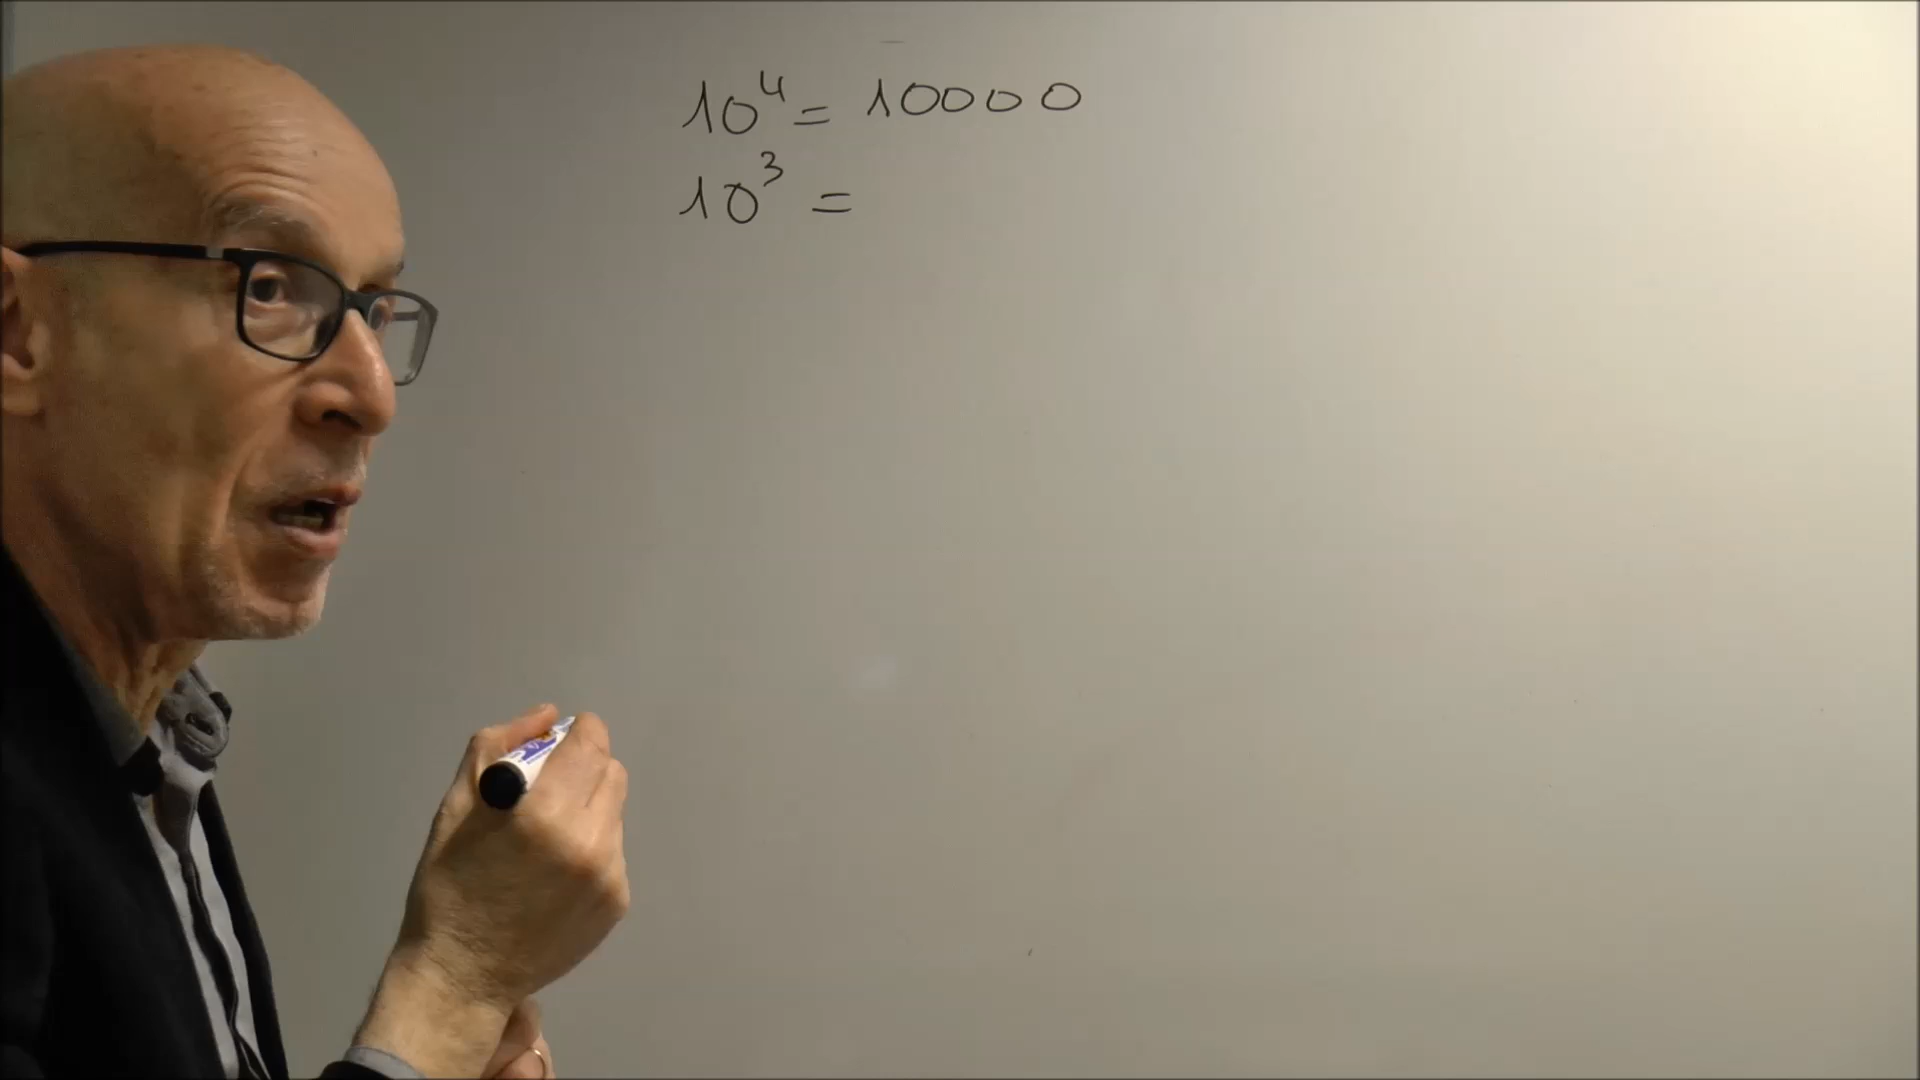 10⁴ = 10000
10³ =